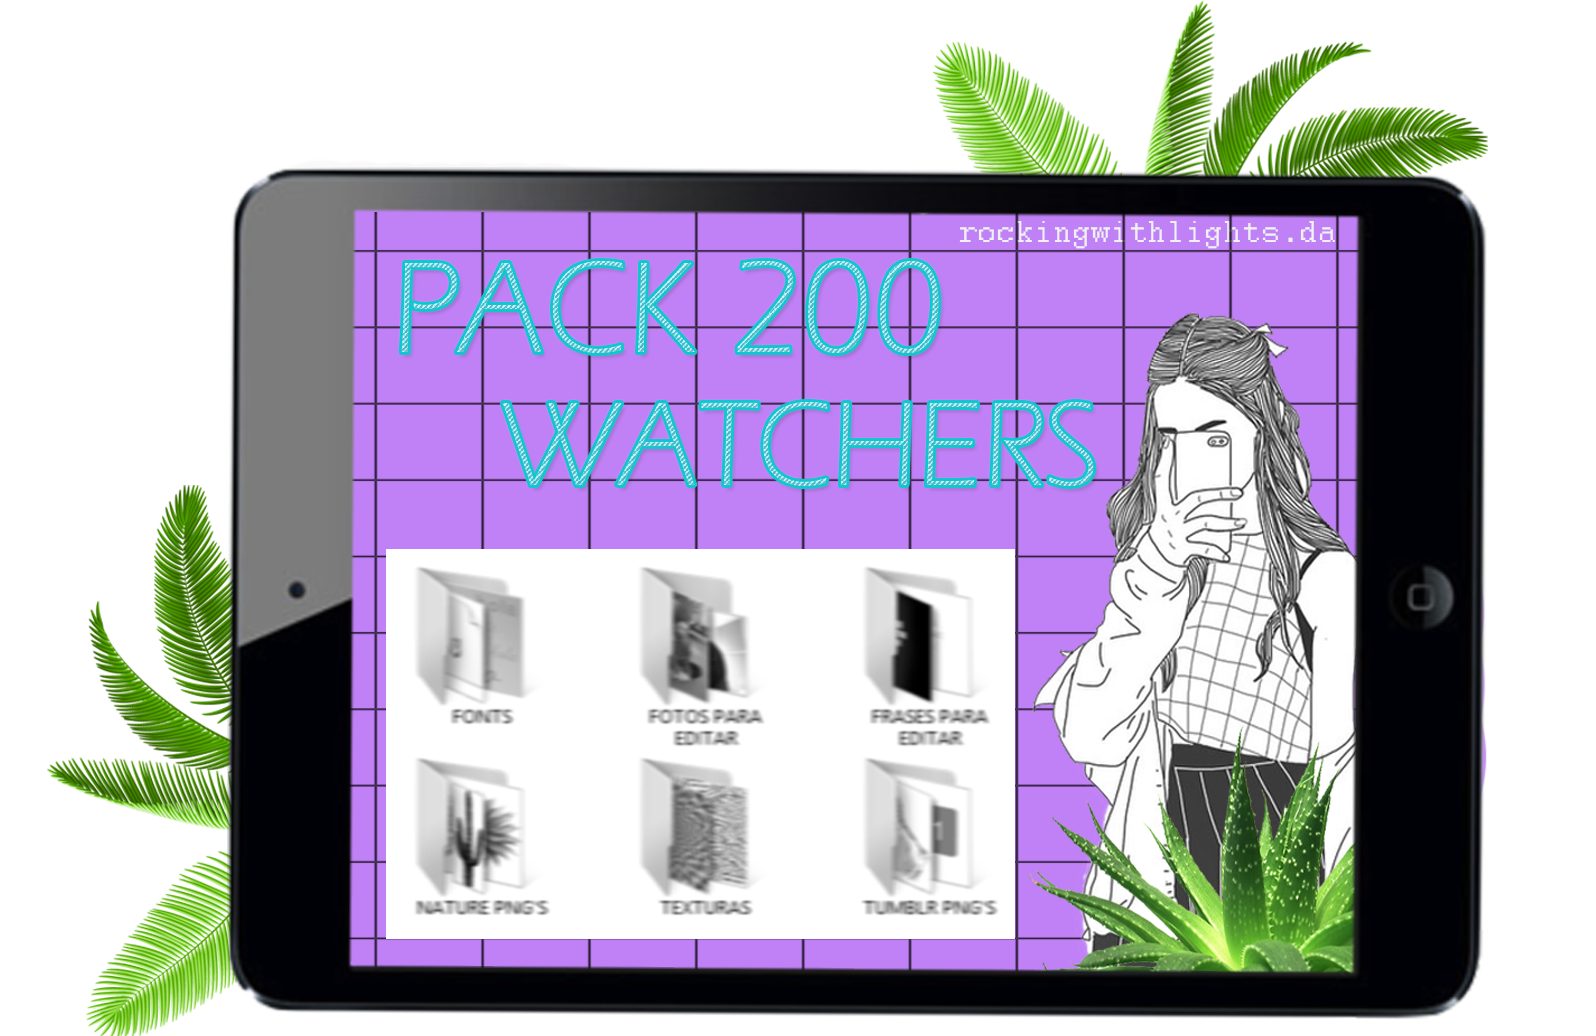 rockingwithlights.da
PACK 200
WATCHERS
FONTS
FOTOS PARA
EDITAR
FRASES PARA
EDITAR
NATURE PNG'S
TEXTURAS
TUMBLR PNG'S